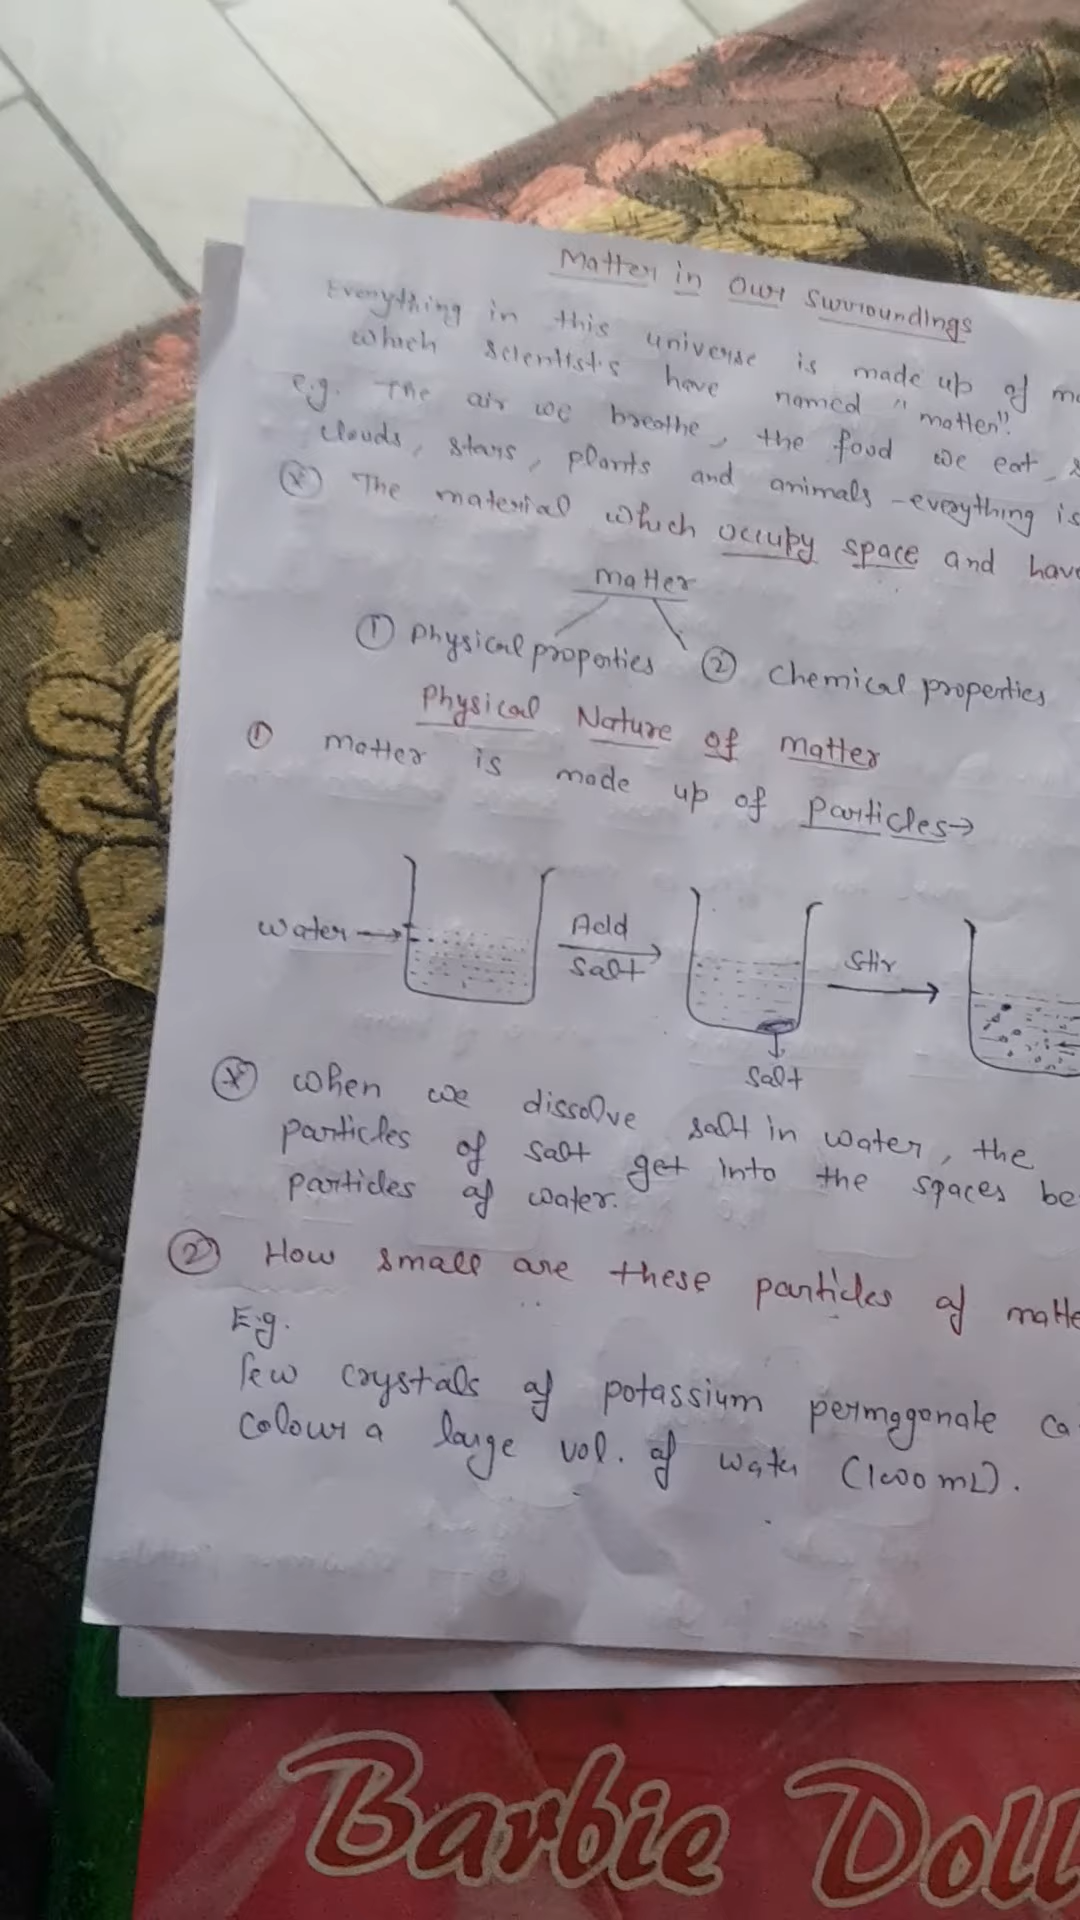 Matter in Our Surroundings
Everything in this universe is made up of
which scientists have named "matter".
e.g. The air we breathe, the food we eat,
clouds, stars, plants and animals - everything is
The material which occupy space and have
Matter
① Physical properties ② Chemical properties
Physical Nature of Matter
① Matter is made up of particles→
Water → Add Salt → Stir →
Salt
When we dissolve salt in water, the
particles of salt get into the spaces
particles of water.
② How small are these particles of
E.g.
few crystals of potassium permagonate
colour a large vol. of water (1000 mL).
Barbie Doll